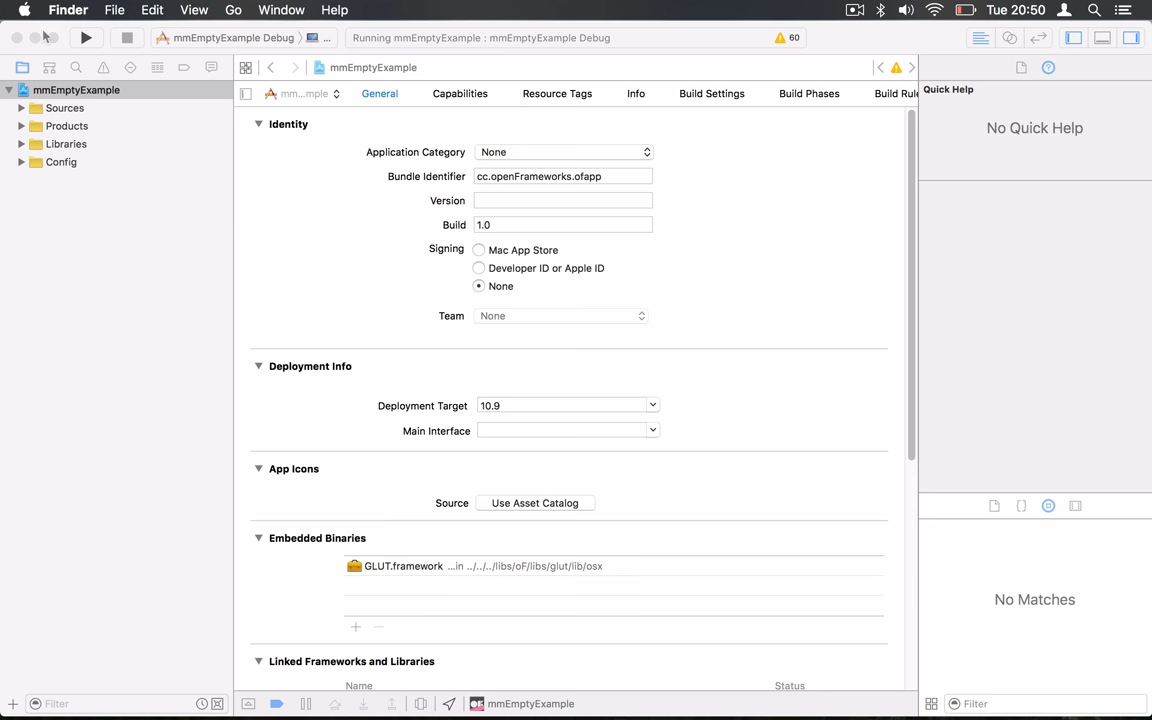 Finder File Edit View Go Window Help Tue 20:50
mmEmptyExample Debug ... Running mmEmptyExample : mmEmptyExample Debug 60
mmEmptyExample
mmEmptyExample
Quick Help
No Quick Help
Sources
Products
Libraries
Config
mm...mple General Capabilities Resource Tags Info Build Settings Build Phases Build Rule
Identity
Application Category None
Bundle Identifier cc.openFrameworks.ofapp
Version
Build 1.0
Signing Mac App Store
Developer ID or Apple ID
None
Team None
Deployment Info
Deployment Target 10.9
Main Interface
App Icons
Source Use Asset Catalog
Embedded Binaries
GLUT.framework ...in ../../../libs/oF/libs/glut/lib/osx
Linked Frameworks and Libraries
Name Status
No Matches
Filter mmEmptyExample Filter